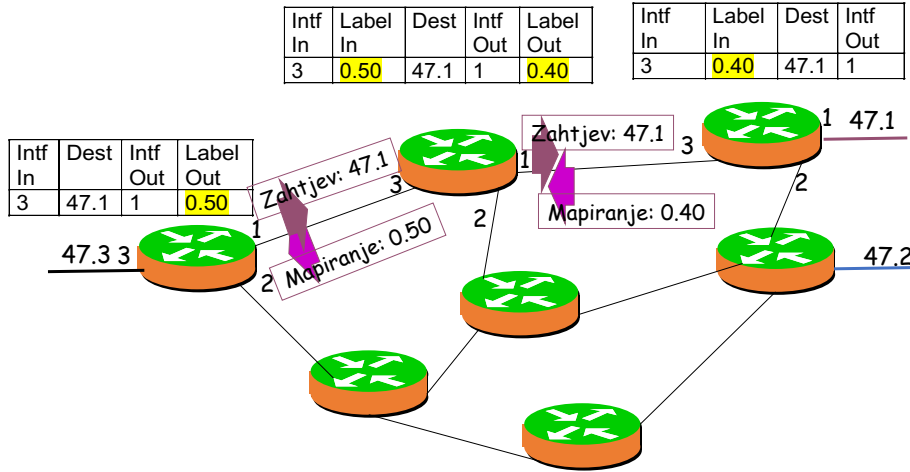 Intf In Label In Dest Intf Out Label Out
3 0.50 47.1 1 0.40
Intf In Label In Dest Intf Out
3 0.40 47.1 1
Intf In Dest Intf Out Label Out
3 47.1 1 0.50
Zahtjev: 47.1
Mapiranje: 0.50
Zahtjev: 47.1
Mapiranje: 0.40
1 47.1
3
2
1
3
2
47.3 3
1
2
47.2